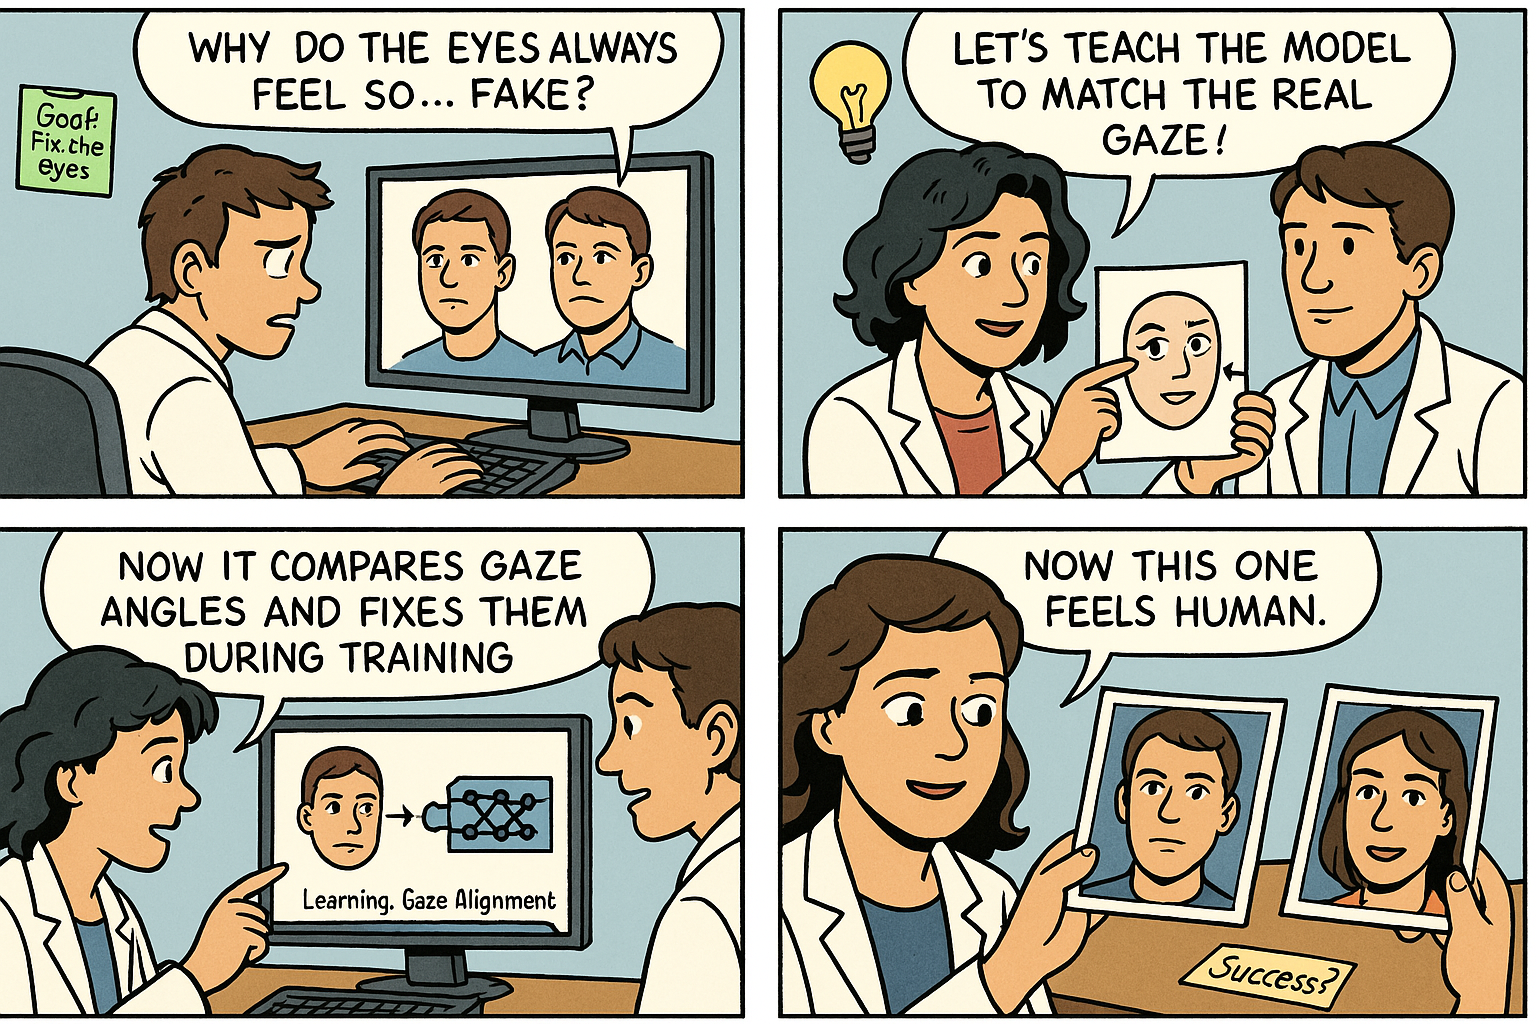 WHY DO THE EYES ALWAYS
FEEL SO... FAKE?
Goal:
Fix.the
eyes
LET'S TEACH THE MODEL
TO MATCH THE REAL
GAZE!
NOW IT COMPARES GAZE
ANGLES AND FIXES THEM
DURING TRAINING
Learning. Gaze Alignment
NOW THIS ONE
FEELS HUMAN.
Success?